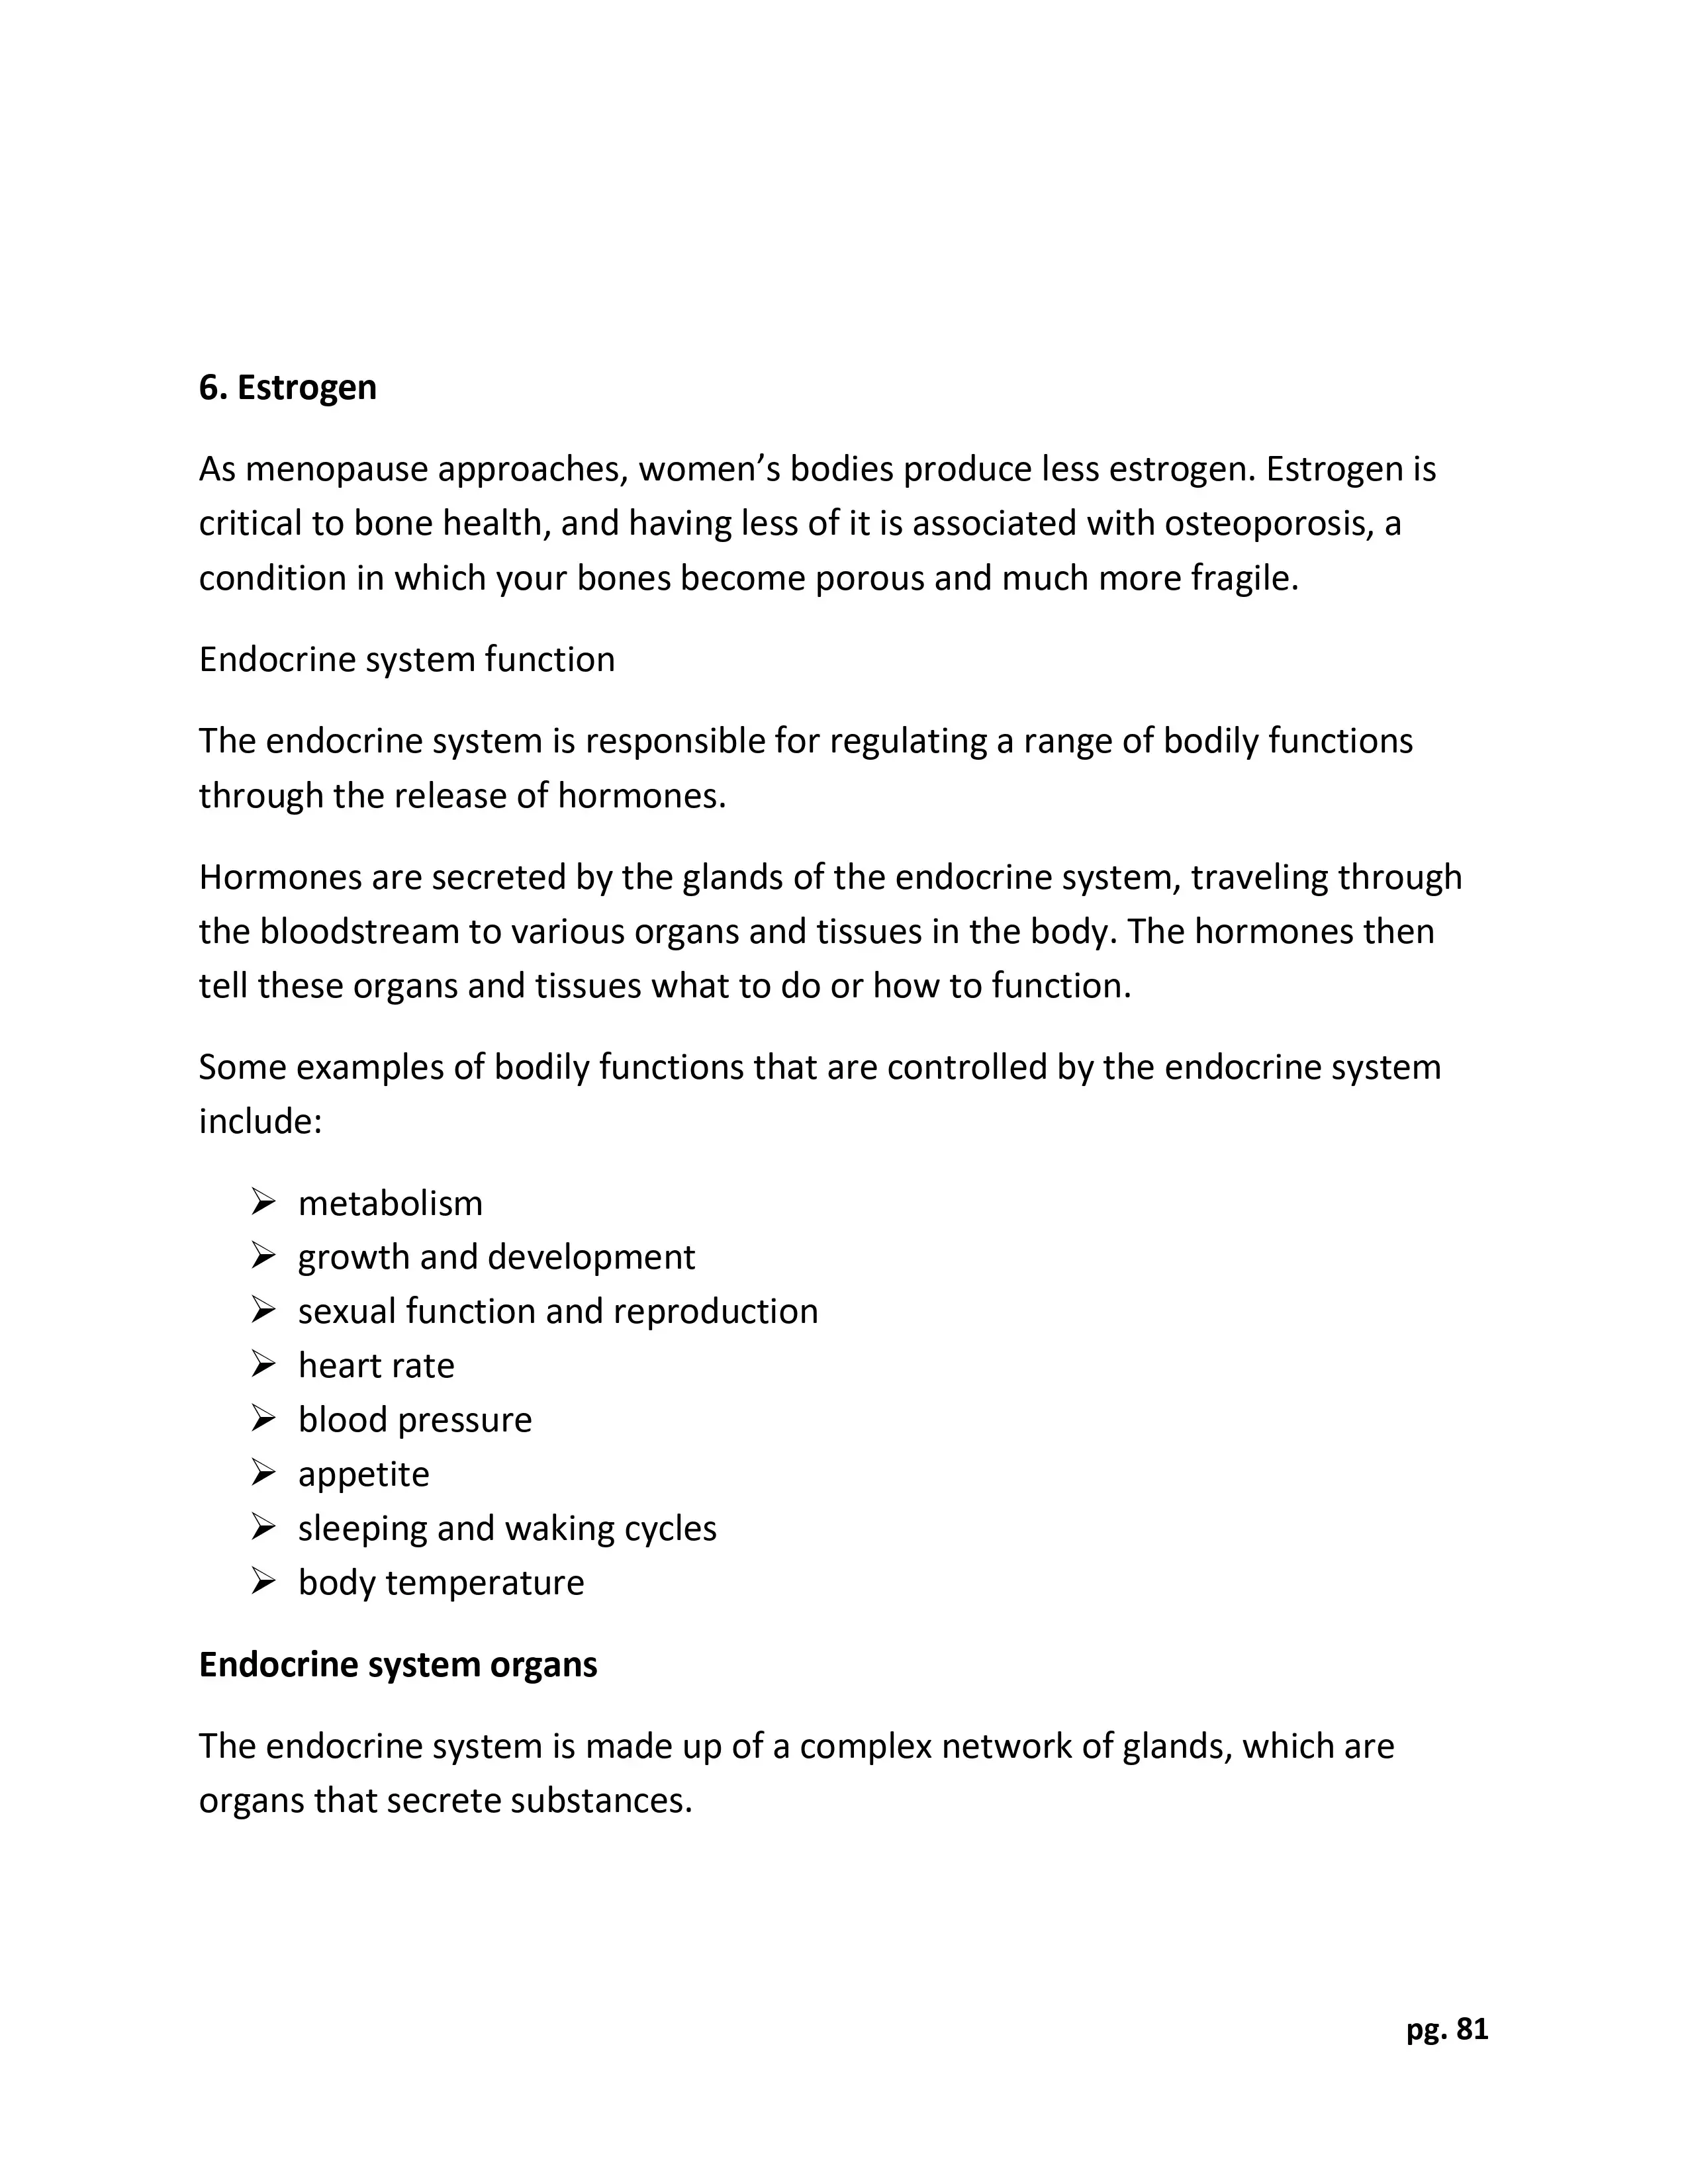 6. Estrogen
As menopause approaches, women’s bodies produce less estrogen. Estrogen is
critical to bone health, and having less of it is associated with osteoporosis, a
condition in which your bones become porous and much more fragile.
Endocrine system function
The endocrine system is responsible for regulating a range of bodily functions
through the release of hormones.
Hormones are secreted by the glands of the endocrine system, traveling through
the bloodstream to various organs and tissues in the body. The hormones then
tell these organs and tissues what to do or how to function.
Some examples of bodily functions that are controlled by the endocrine system
include:
➢ metabolism
➢ growth and development
➢ sexual function and reproduction
➢ heart rate
➢ blood pressure
➢ appetite
➢ sleeping and waking cycles
➢ body temperature
Endocrine system organs
The endocrine system is made up of a complex network of glands, which are
organs that secrete substances.
pg. 81